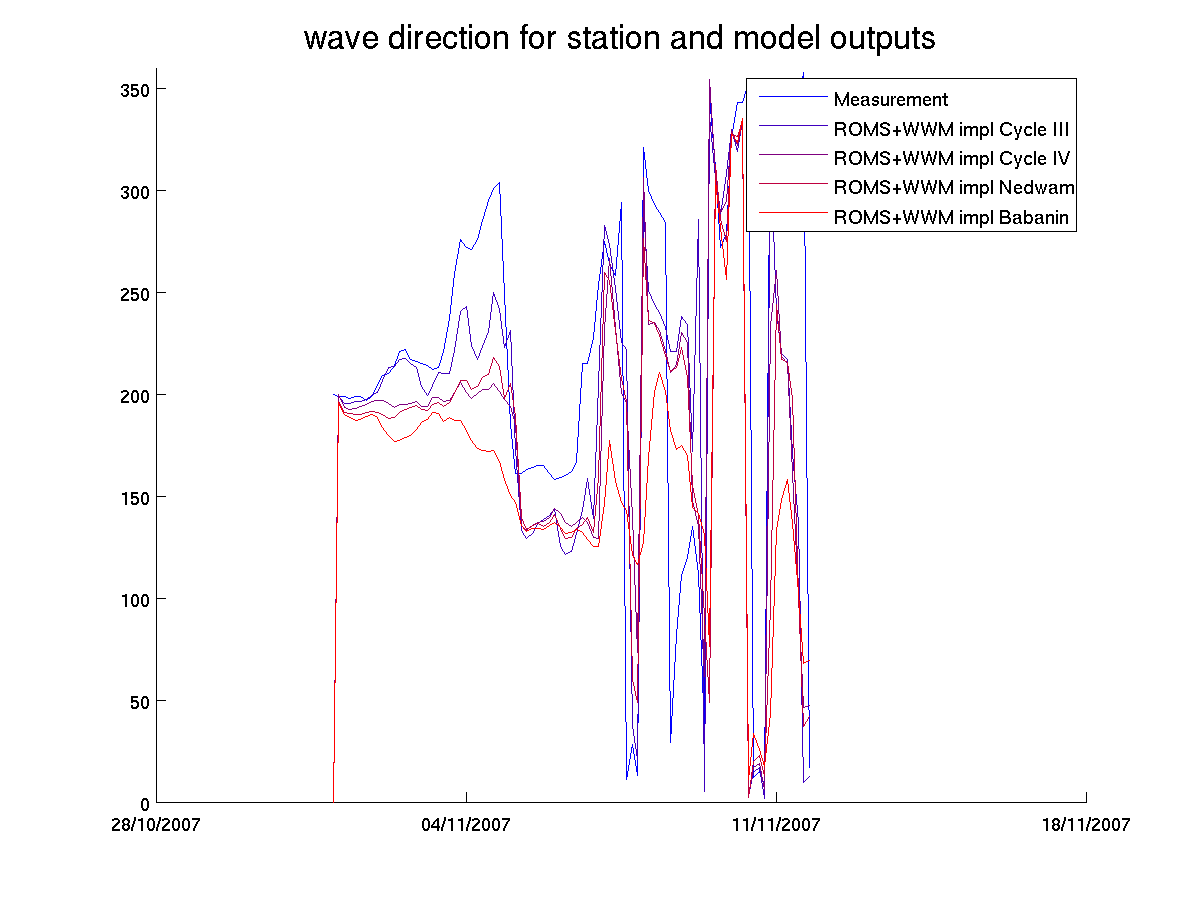 wave direction for station and model outputs
350
300
250
200
150
100
50
0
Measurement
ROMS+WWM impl Cycle III
ROMS+WWM impl Cycle IV
ROMS+WWM impl Nedwam
ROMS+WWM impl Babanin
28/10/2007 04/11/2007 11/11/2007 18/11/2007